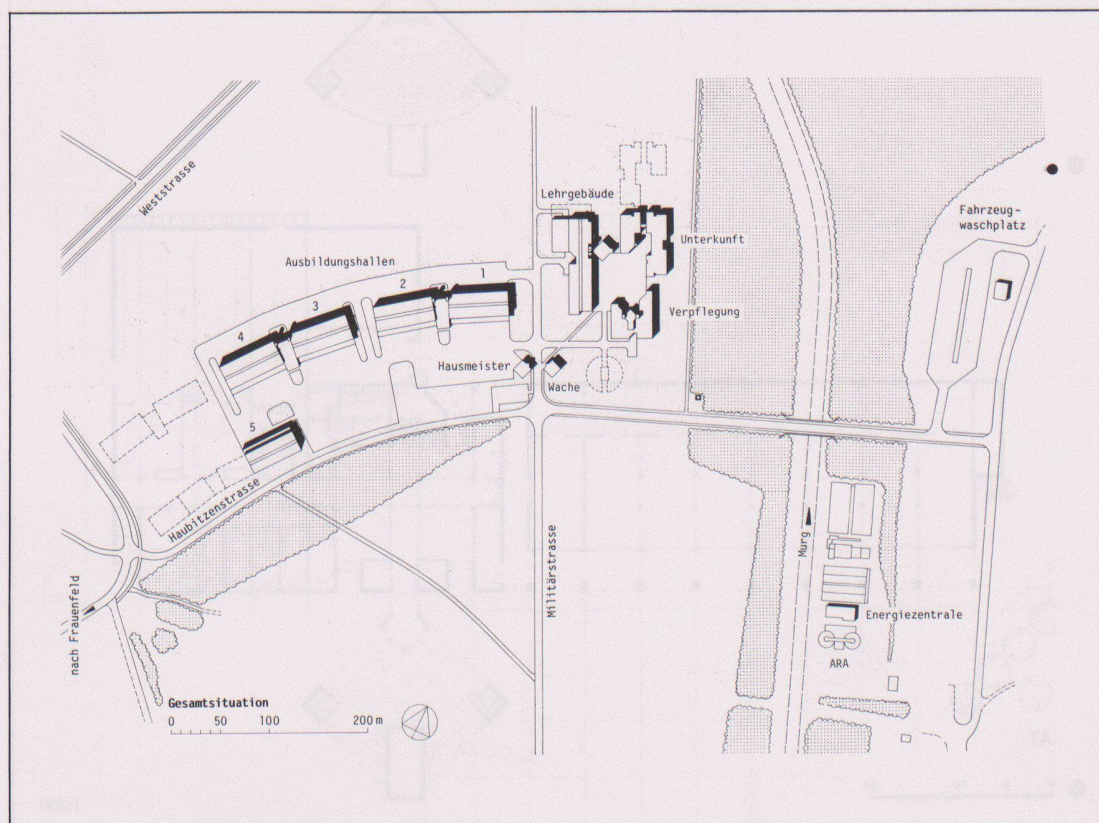 Weststrasse
Lehrgebäude
Fahrzeug-
waschplatz
Unterkunft
Ausbildungshallen
1
2
3
4
Verpflegung
Hausmeister
Wache
5
Haubitzenstrasse
Militärstrasse
Murg
Energiezentrale
ARA
nach Frauenfeld
Gesamtsituation
0 50 100 200 m